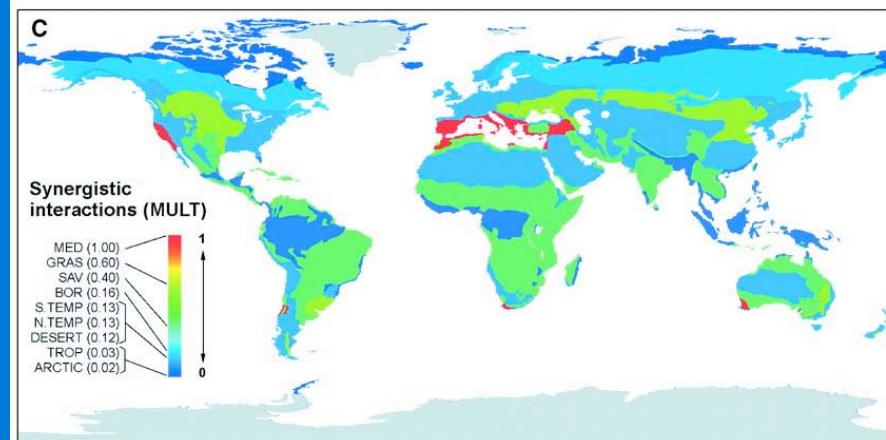 C
Synergistic
interactions (MULT)
MED (1.00)
GRAS (0.60)
SAV (0.40)
BOR (0.16)
S.TEMP (0.13)
N.TEMP (0.13)
DESERT (0.12)
TROP (0.03)
ARCTIC (0.02)
1
0